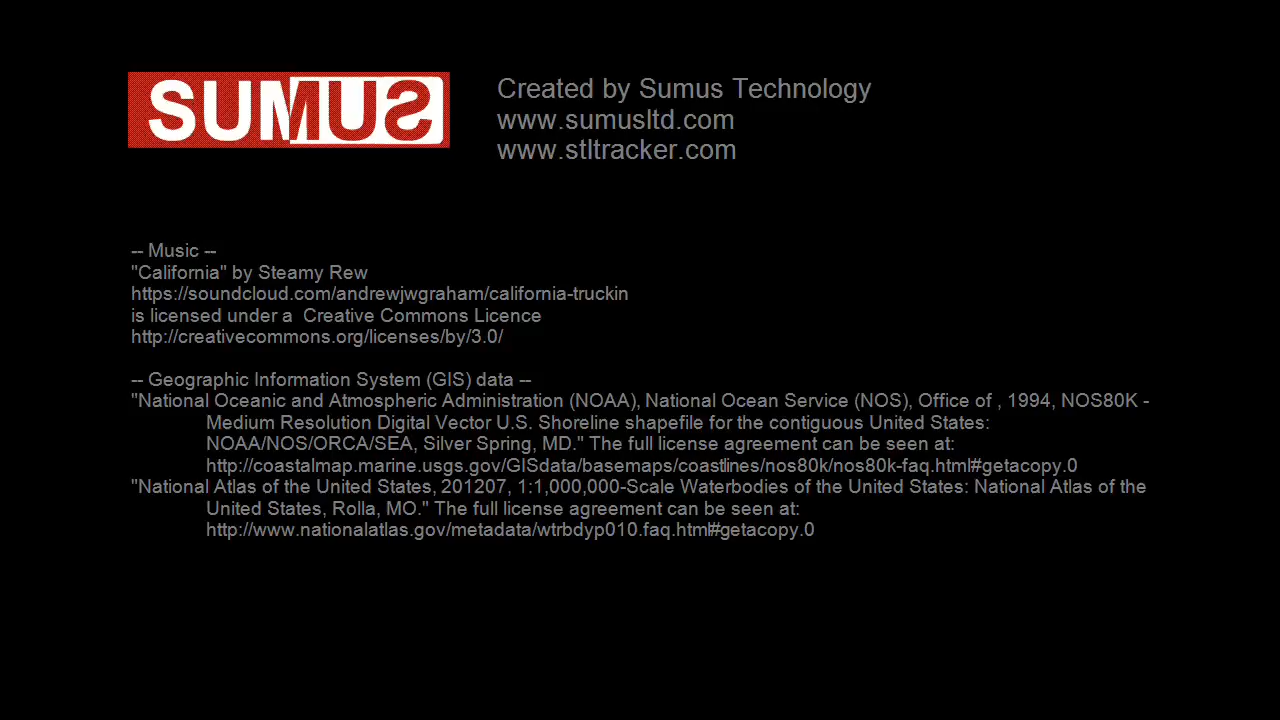 SUMUS
Created by Sumus Technology
www.sumusltd.com
www.stltracker.com
-- Music --
"California" by Steamy Rew
https://soundcloud.com/andrewjwgraham/california-truckin
is licensed under a  Creative Commons Licence
http://creativecommons.org/licenses/by/3.0/
-- Geographic Information System (GIS) data --
"National Oceanic and Atmospheric Administration (NOAA), National Ocean Service (NOS), Office of , 1994, NOS80K -
Medium Resolution Digital Vector U.S. Shoreline shapefile for the contiguous United States:
NOAA/NOS/ORCA/SEA, Silver Spring, MD." The full license agreement can be seen at:
http://coastalmap.marine.usgs.gov/GISdata/basemaps/coastlines/nos80k/nos80k-faq.html#getacopy.0
"National Atlas of the United States, 201207, 1:1,000,000-Scale Waterbodies of the United States: National Atlas of the
United States, Rolla, MO." The full license agreement can be seen at:
http://www.nationalatlas.gov/metadata/wtrbdyp010.faq.html#getacopy.0